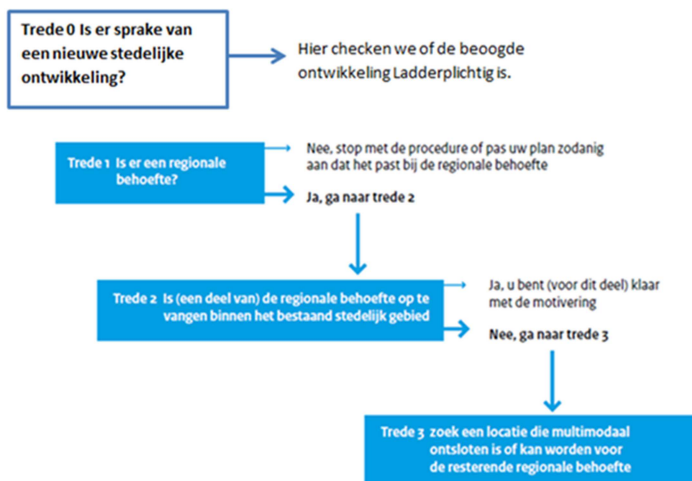 Trede 0 Is er sprake van
een nieuwe stedelijke
ontwikkeling?
Hier checken we of de beoogde
ontwikkeling Ladderplichtig is.
Trede 1 Is er een regionale
behoefte?
Nee, stop met de procedure of pas uw plan zodanig
aan dat het past bij de regionale behoefte
Ja, ga naar trede 2
Trede 2 Is (een deel van) de regionale behoefte op te
vangen binnen het bestaand stedelijk gebied
Ja, u bent (voor dit deel) klaar
met de motivering
Nee, ga naar trede 3
Trede 3 zoek een locatie die multimodaal
ontsloten is of kan worden voor
de resterende regionale behoefte